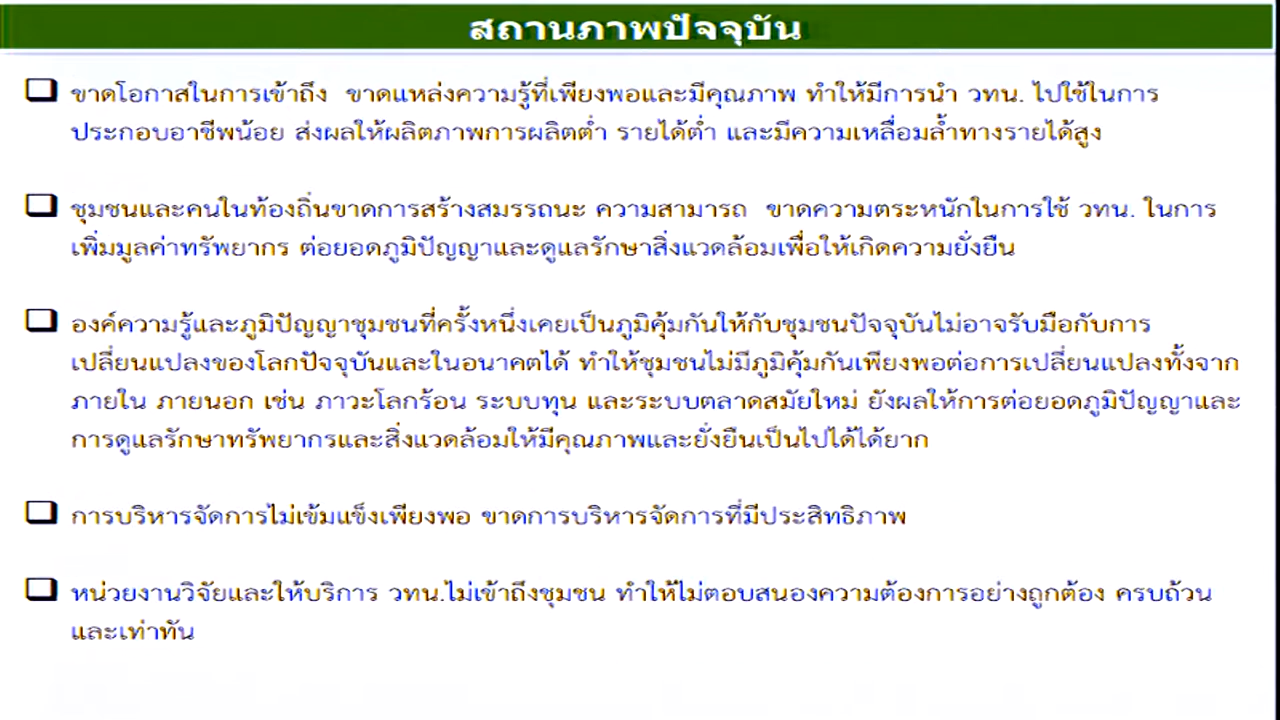 สถานภาพปัจจุบัน
ขาดโอกาสในการเข้าถึง ขาดแหล่งความรู้ที่เพียงพอและมีคุณภาพ ทำให้มีการนำ วทน. ไปใช้ในการ
ประกอบอาชีพน้อย ส่งผลให้ผลิตภาพการผลิตต่ำ รายได้ต่ำ และมีความเหลื่อมล้ำทางรายได้สูง
ชุมชนและคนในท้องถิ่นขาดการสร้างสมรรถนะ ความสามารถ ขาดความตระหนักในการใช้ วทน. ในการ
เพิ่มมูลค่าทรัพยากร ต่อยอดภูมิปัญญาและดูแลรักษาสิ่งแวดล้อมเพื่อให้เกิดความยั่งยืน
องค์ความรู้และภูมิปัญญาชุมชนที่ครั้งหนึ่งเคยเป็นภูมิคุ้มกันให้กับชุมชนปัจจุบันไม่อาจรับมือกับการ
เปลี่ยนแปลงของโลกปัจจุบันและในอนาคตได้ ทำให้ชุมชนไม่มีภูมิคุ้มกันเพียงพอต่อการเปลี่ยนแปลงทั้งจาก
ภายใน ภายนอก เช่น ภาวะโลกร้อน ระบบทุน และระบบตลาดสมัยใหม่ ยังผลให้การต่อยอดภูมิปัญญาและ
การดูแลรักษาทรัพยากรและสิ่งแวดล้อมให้มีคุณภาพและยั่งยืนเป็นไปได้ได้ยาก
การบริหารจัดการไม่เข้มแข็งเพียงพอ ขาดการบริหารจัดการที่มีประสิทธิภาพ
หน่วยงานวิจัยและให้บริการ วทน.ไม่เข้าถึงชุมชน ทำให้ไม่ตอบสนองความต้องการอย่างถูกต้อง ครบถ้วน
และเท่าทัน